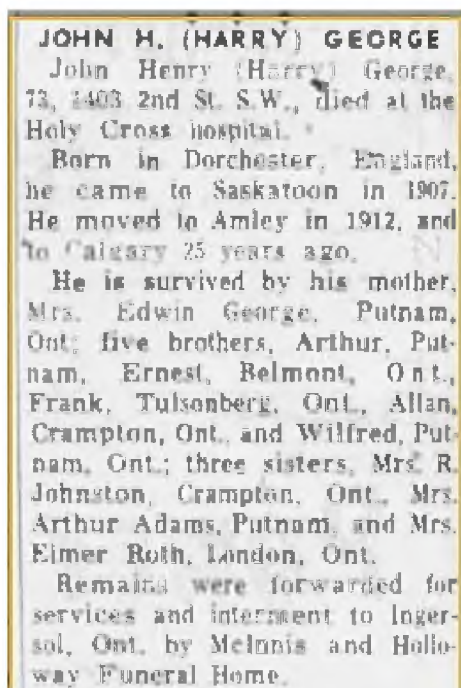 JOHN H. (HARRY) GEORGE
John Henry (Harry) George,
73, 1403 2nd St. S.W., died at the
Holy Cross hospital.
Born in Dorchester, England,
he came to Saskatoon in 1907.
He moved to Amley in 1912, and
to Calgary 25 years ago.
He is survived by his mother,
Mrs. Edwin George, Putnam,
Ont; five brothers, Arthur, Put-
nam, Ernest, Belmont, Ont.,
Frank, Tulsonberg, Ont., Allan,
Crampton, Ont., and Wilfred, Put-
nam, Ont.; three sisters, Mrs. R.
Johnston, Crampton, Ont., Mrs.
Arthur Adams, Putnam, and Mrs.
Elmer Roth, London, Ont.
Remains were forwarded for
services and interment to Inger-
sol, Ont. by McInnis and Hollo-
way Funeral Home.